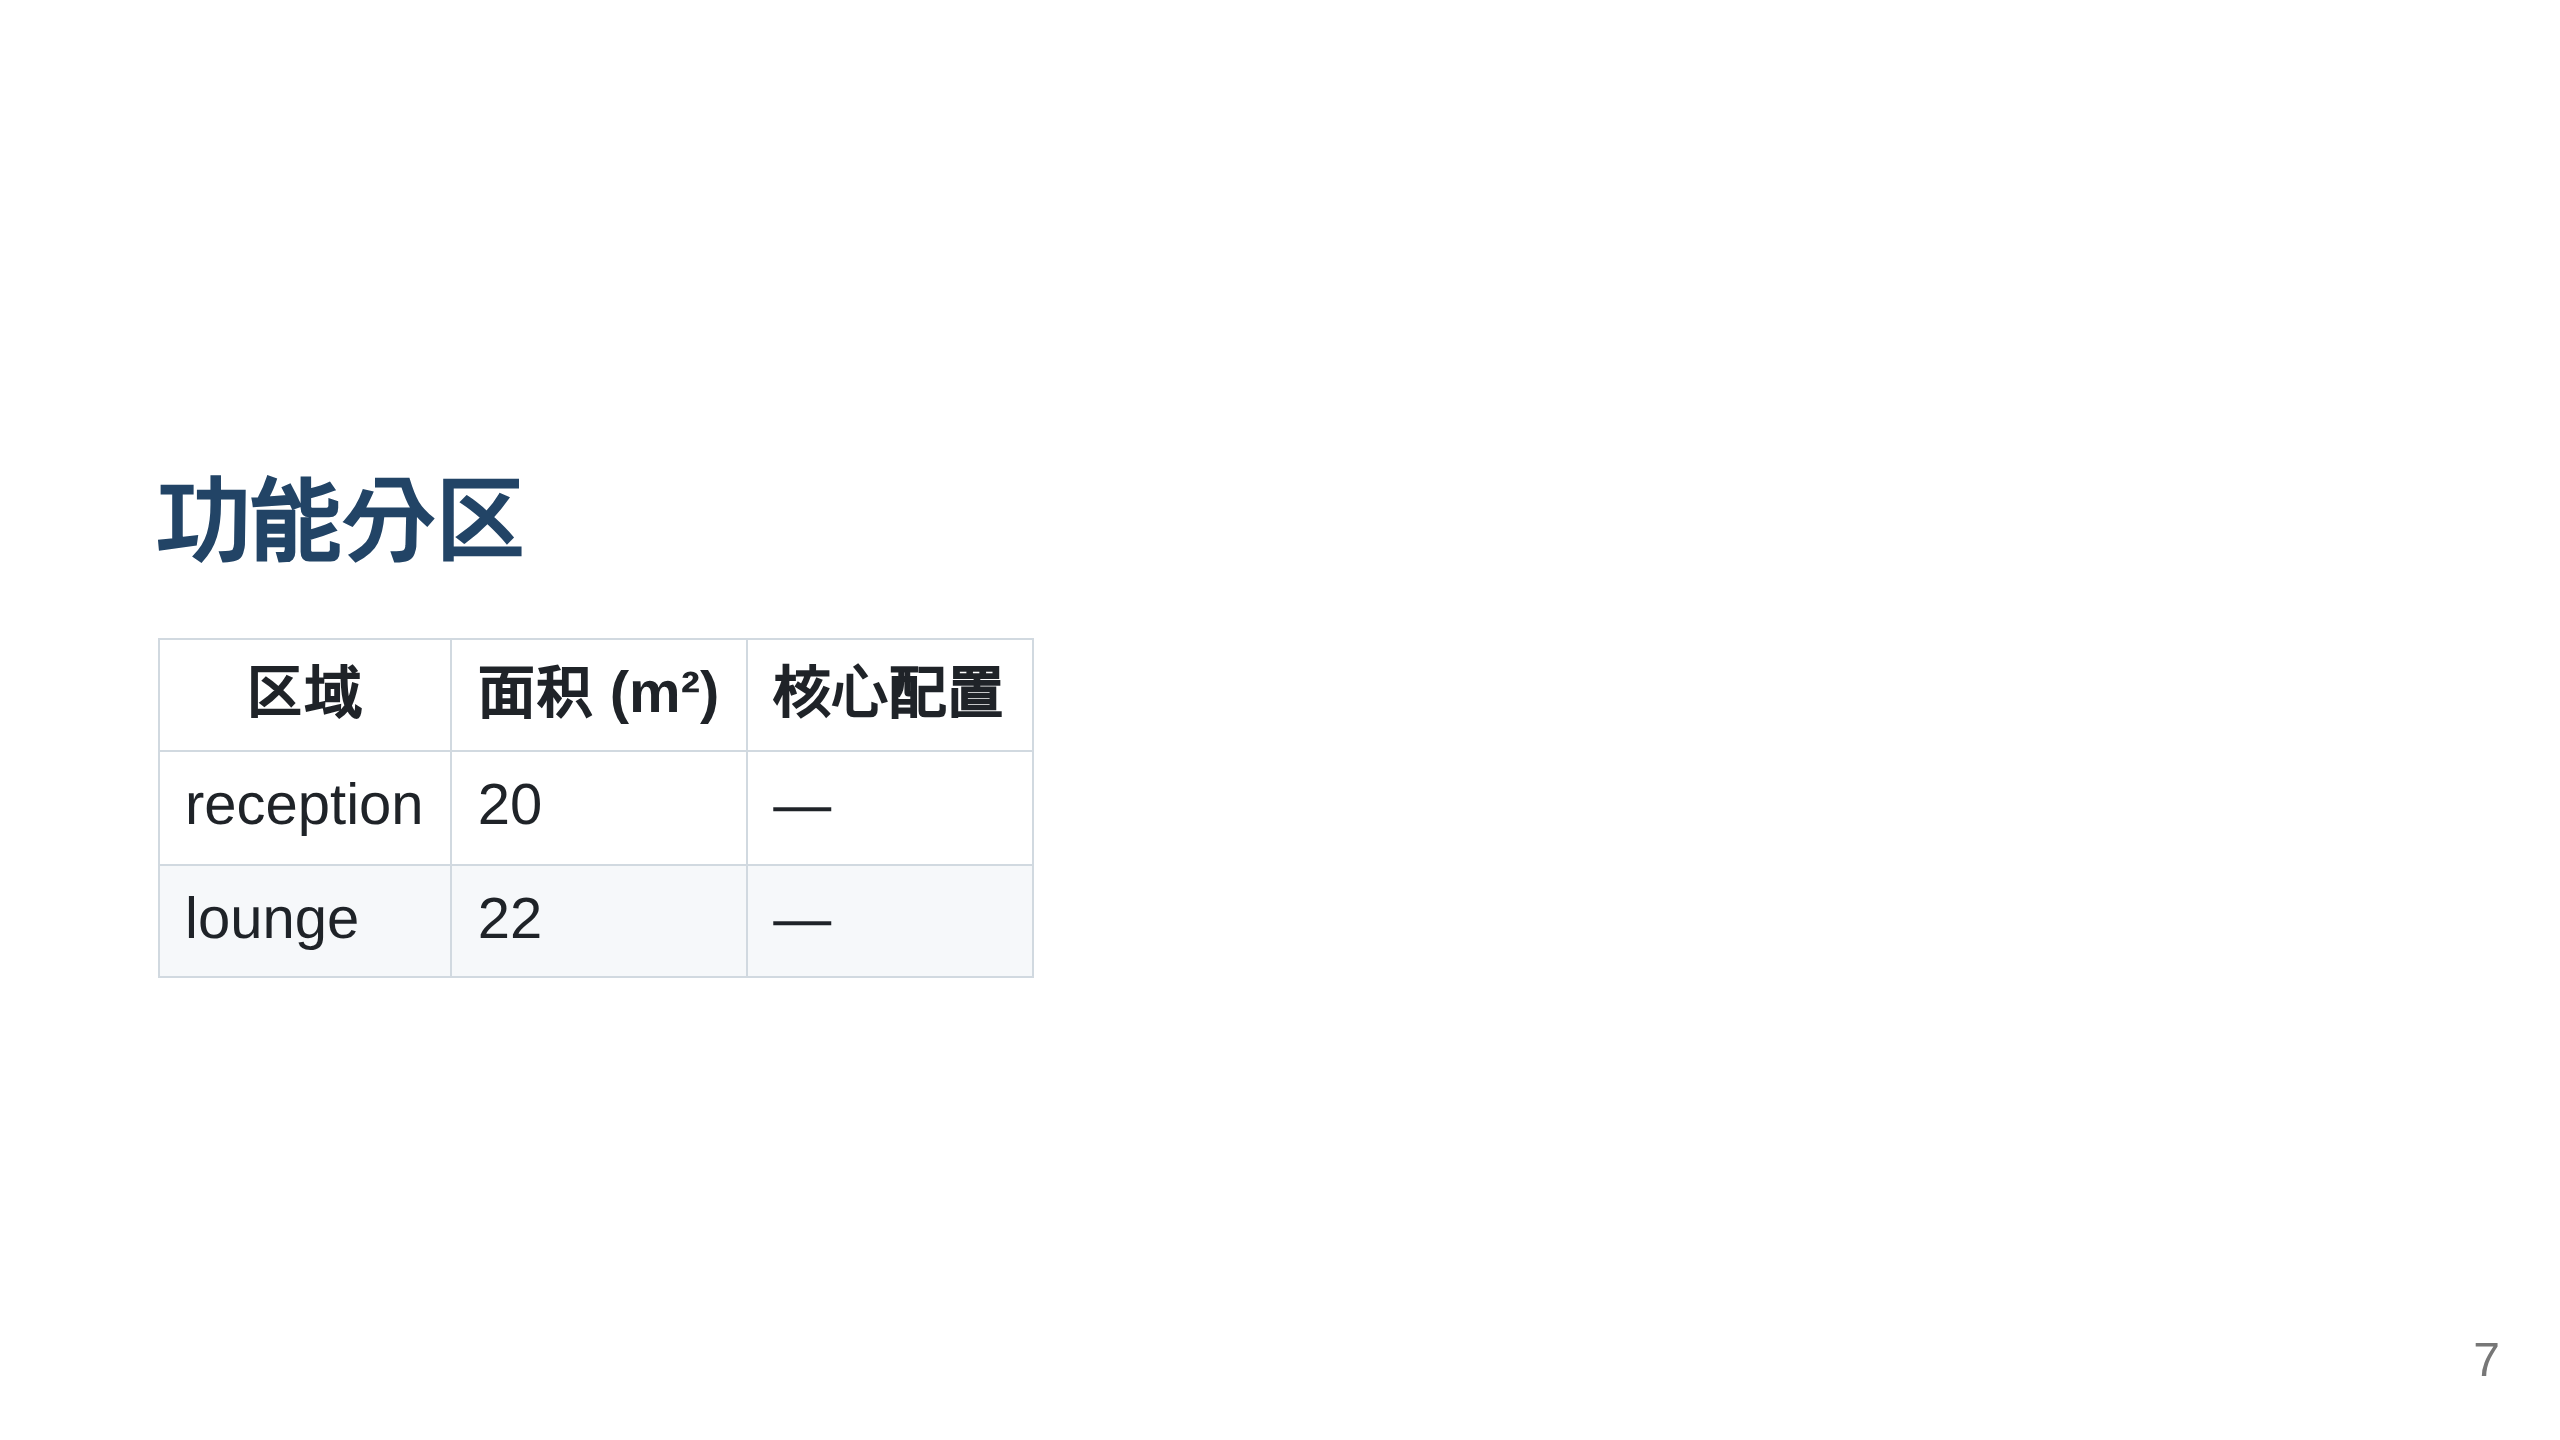 功能分区
区域 面积 (m²) 核心配置
reception 20 —
lounge 22 —
7